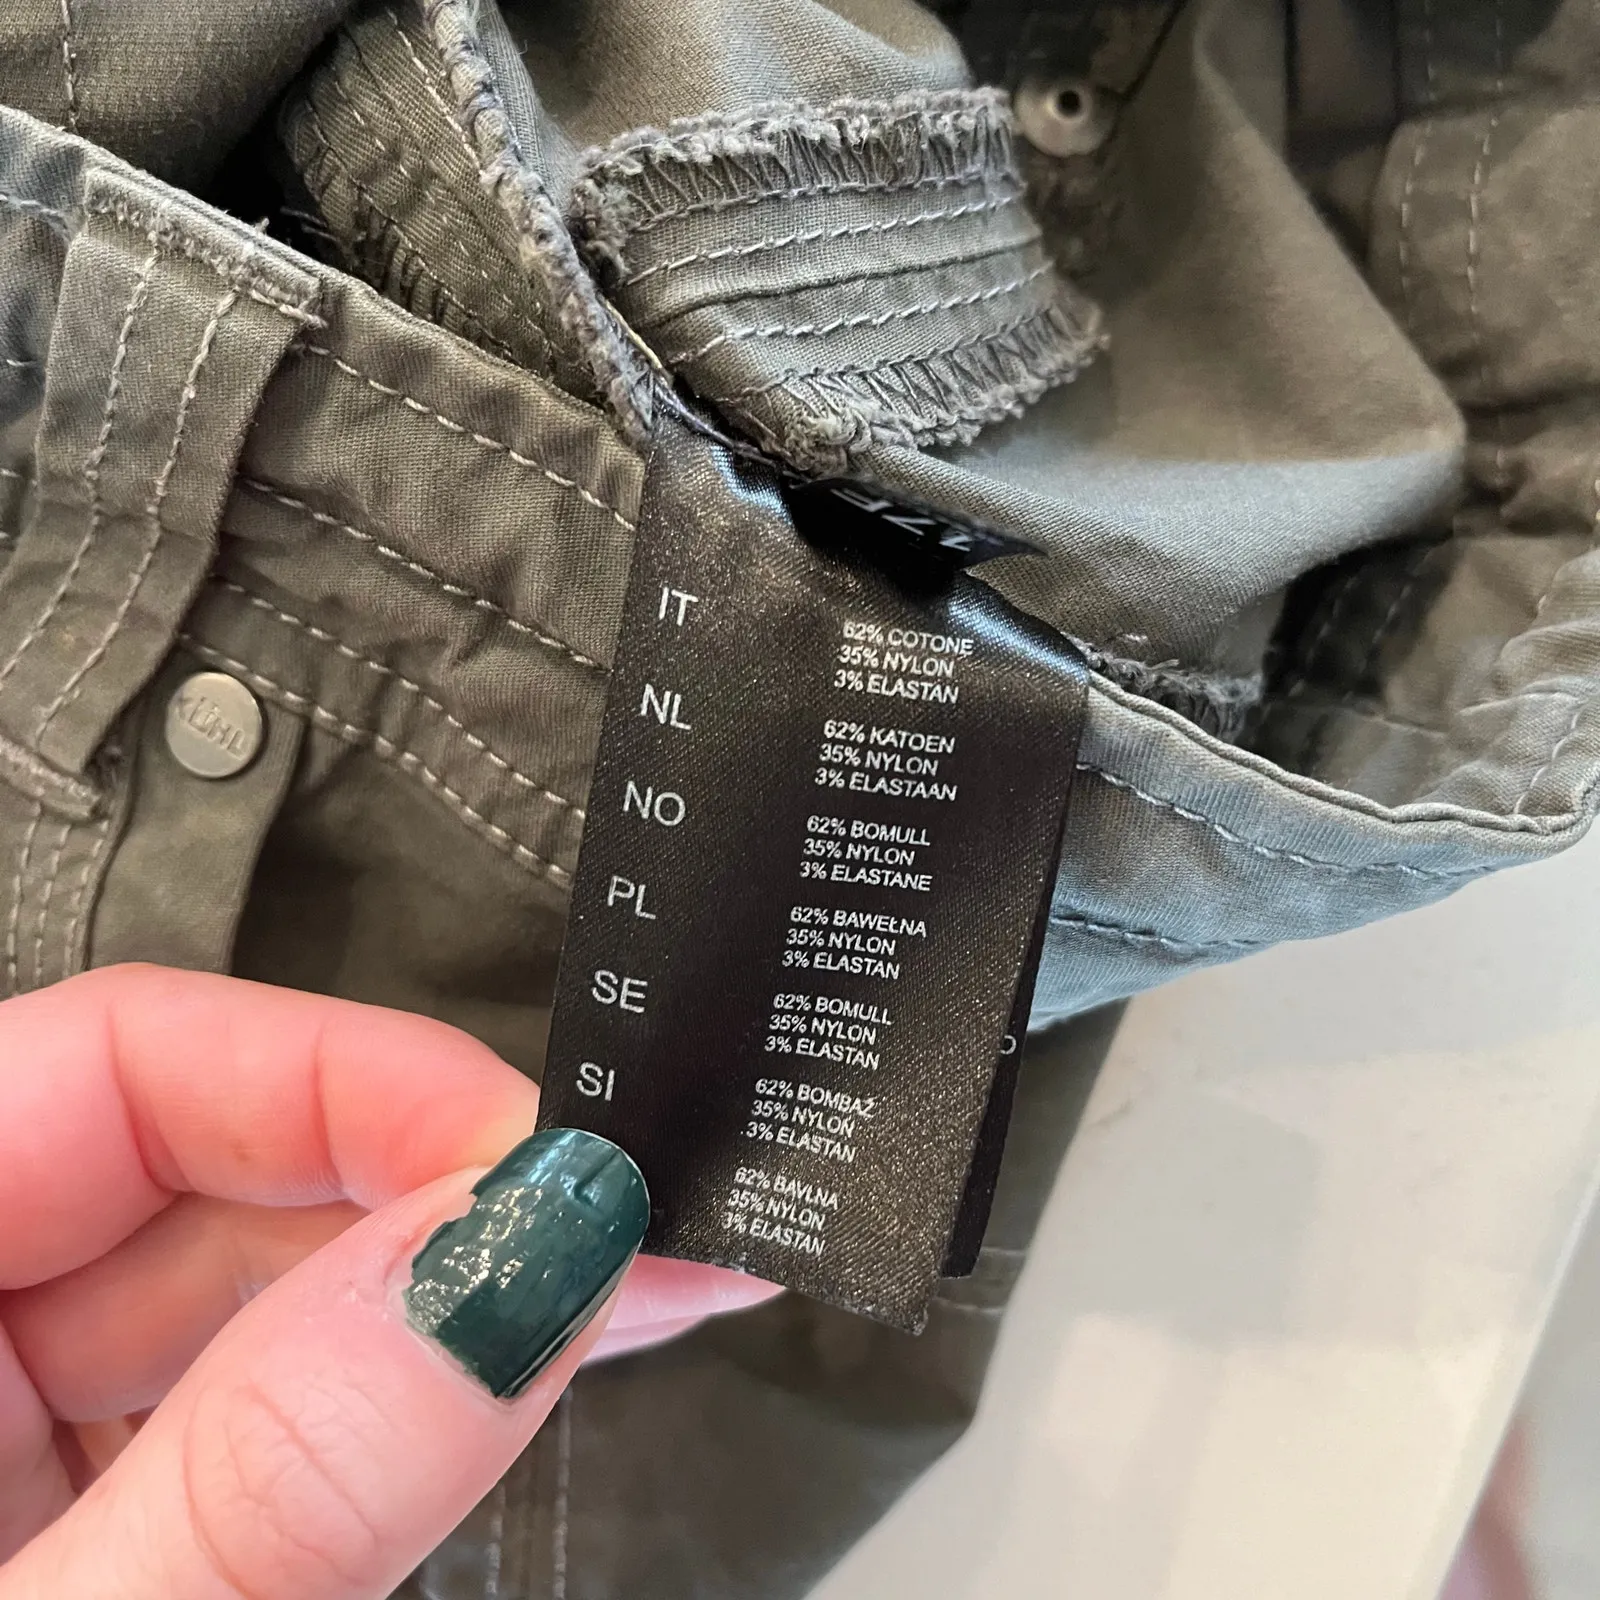 IT
62% COTONE
35% NYLON
3% ELASTAN
NL
62% KATOEN
35% NYLON
3% ELASTAAN
NO
62% BOMULL
35% NYLON
3% ELASTANE
PL
62% BAWEŁNA
35% NYLON
3% ELASTAN
SE
62% BOMULL
35% NYLON
3% ELASTAN
SI
62% BOMBAŽ
35% NYLON
3% ELASTAN
62% BAVLNA
35% NYLON
3% ELASTAN
KÜHL